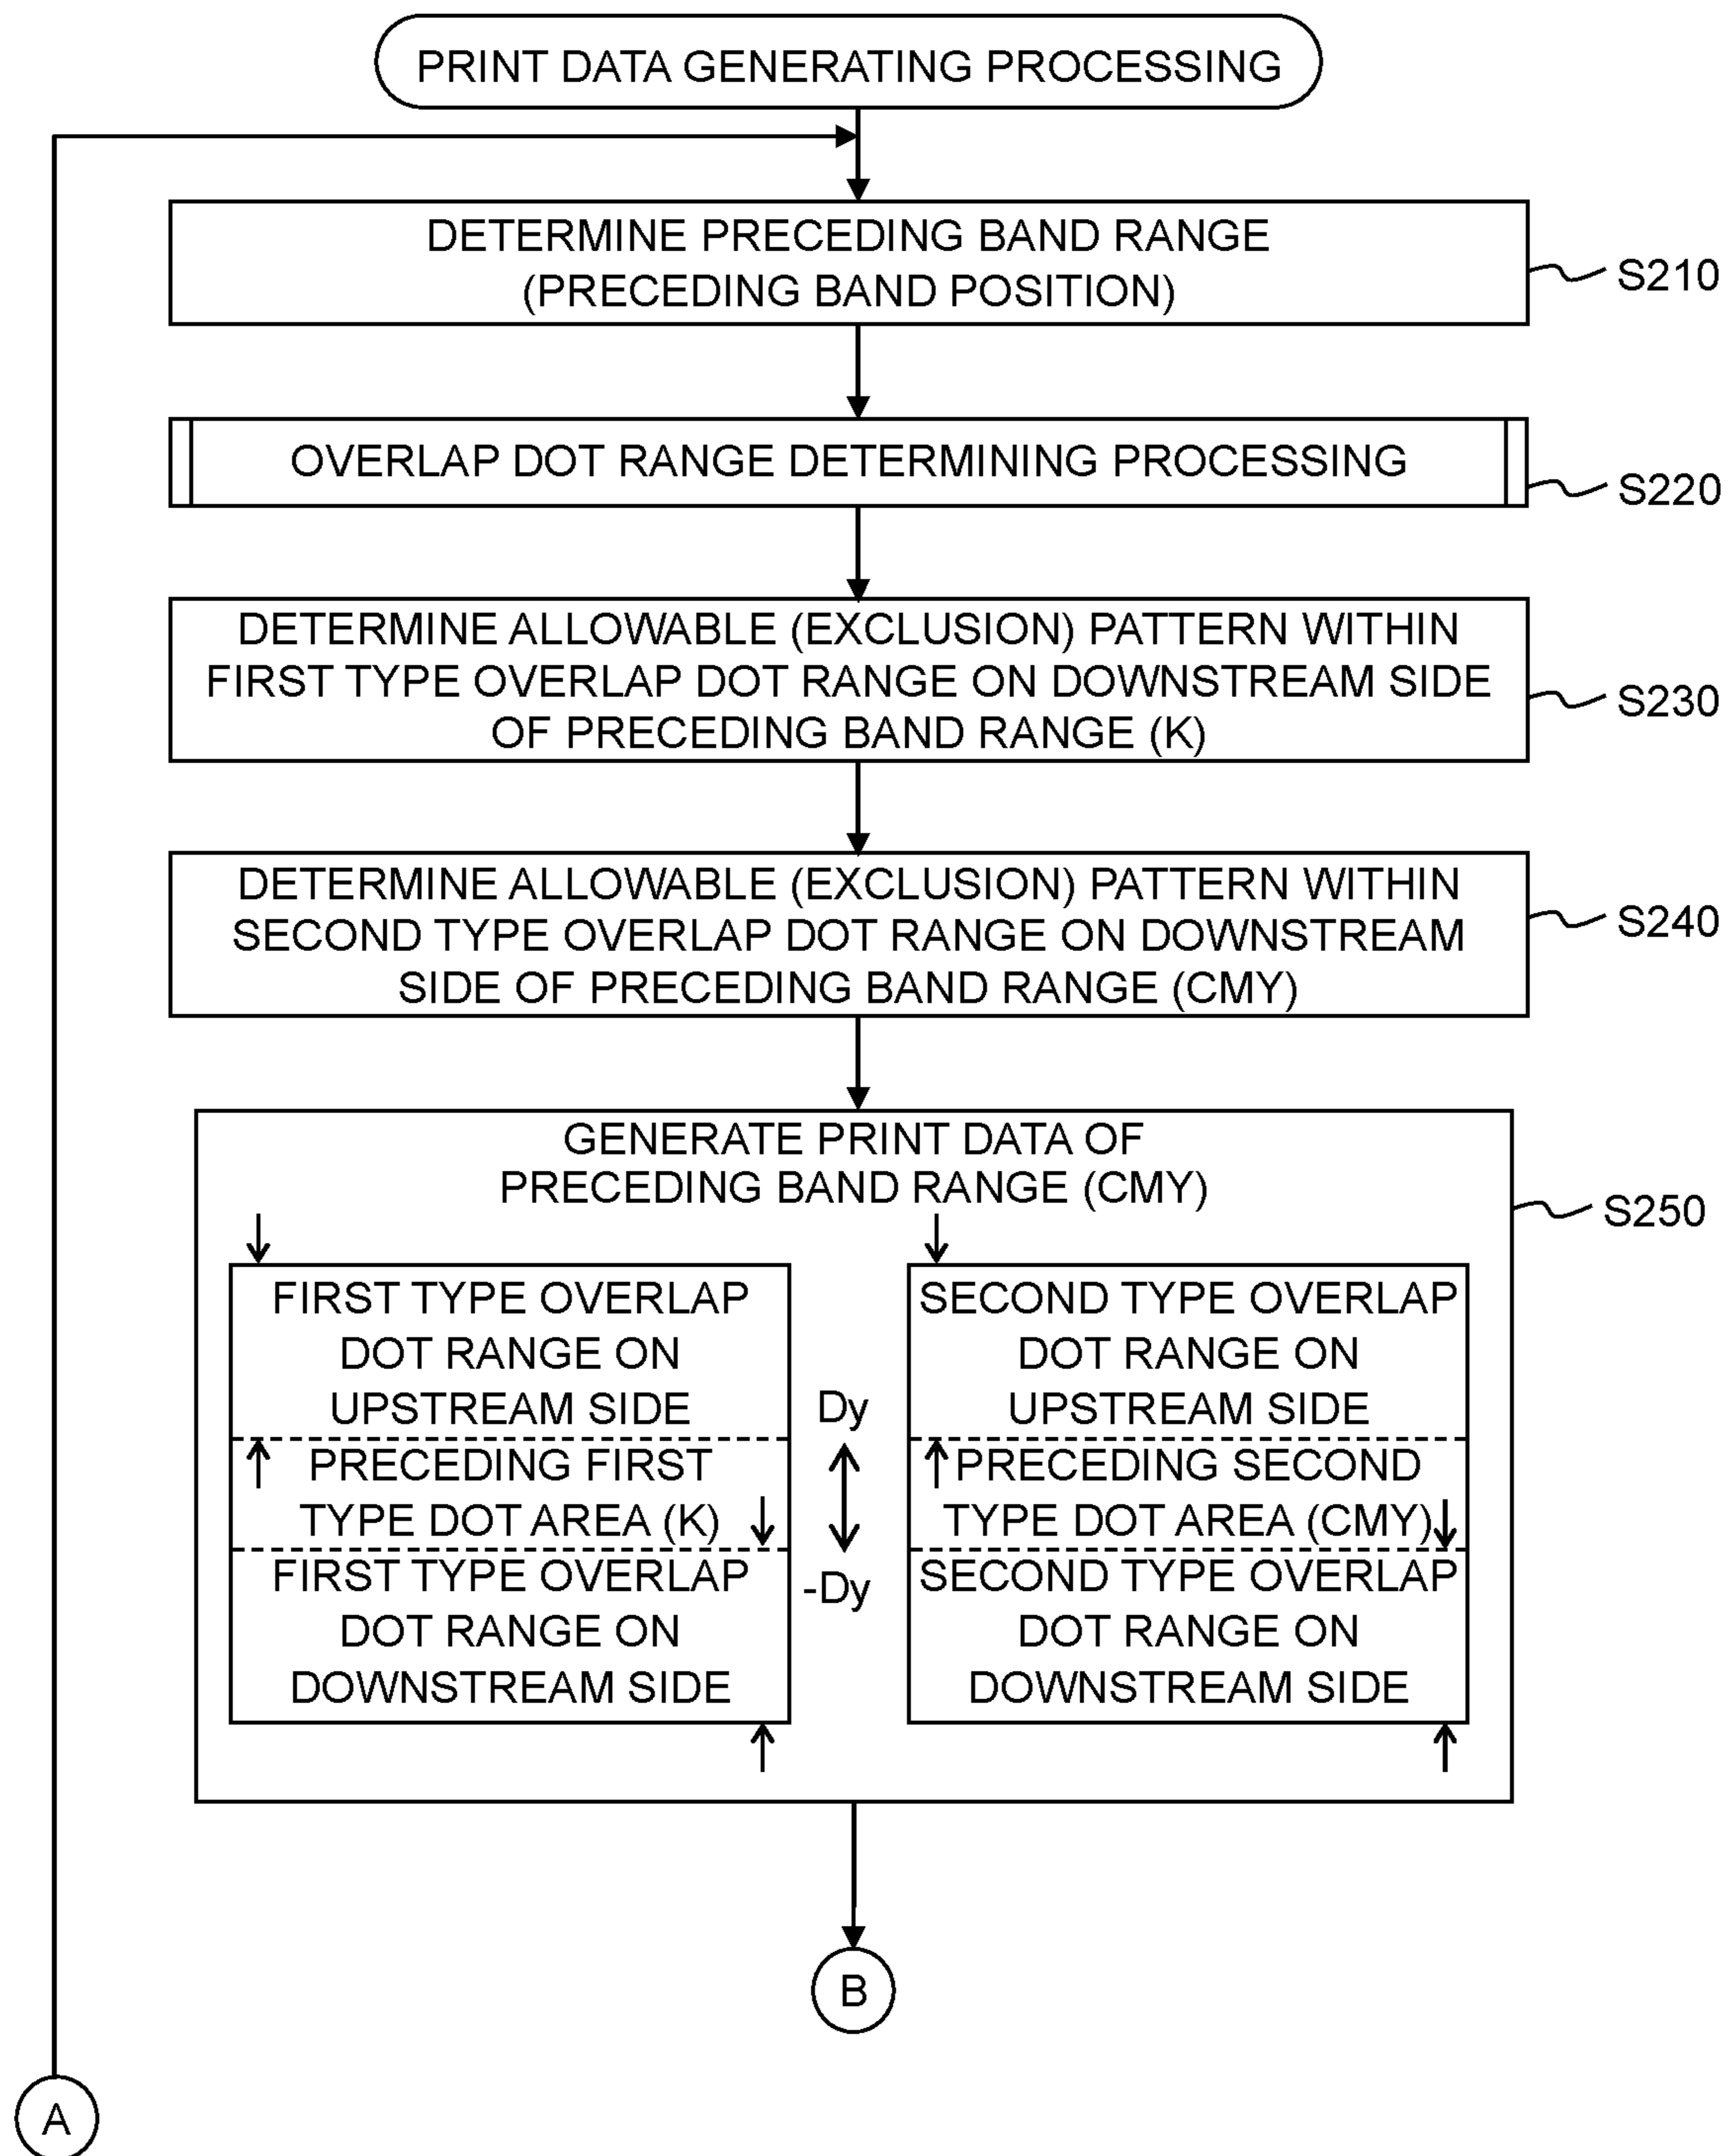 PRINT DATA GENERATING PROCESSING
DETERMINE PRECEDING BAND RANGE
(PRECEDING BAND POSITION)
S210
OVERLAP DOT RANGE DETERMINING PROCESSING
S220
DETERMINE ALLOWABLE (EXCLUSION) PATTERN WITHIN
FIRST TYPE OVERLAP DOT RANGE ON DOWNSTREAM SIDE
OF PRECEDING BAND RANGE (K)
S230
DETERMINE ALLOWABLE (EXCLUSION) PATTERN WITHIN
SECOND TYPE OVERLAP DOT RANGE ON DOWNSTREAM
SIDE OF PRECEDING BAND RANGE (CMY)
S240
GENERATE PRINT DATA OF
PRECEDING BAND RANGE (CMY)
S250
FIRST TYPE OVERLAP
DOT RANGE ON
UPSTREAM SIDE
PRECEDING FIRST
TYPE DOT AREA (K)
FIRST TYPE OVERLAP
DOT RANGE ON
DOWNSTREAM SIDE
Dy
-Dy
SECOND TYPE OVERLAP
DOT RANGE ON
UPSTREAM SIDE
PRECEDING SECOND
TYPE DOT AREA (CMY)
SECOND TYPE OVERLAP
DOT RANGE ON
DOWNSTREAM SIDE
B
A